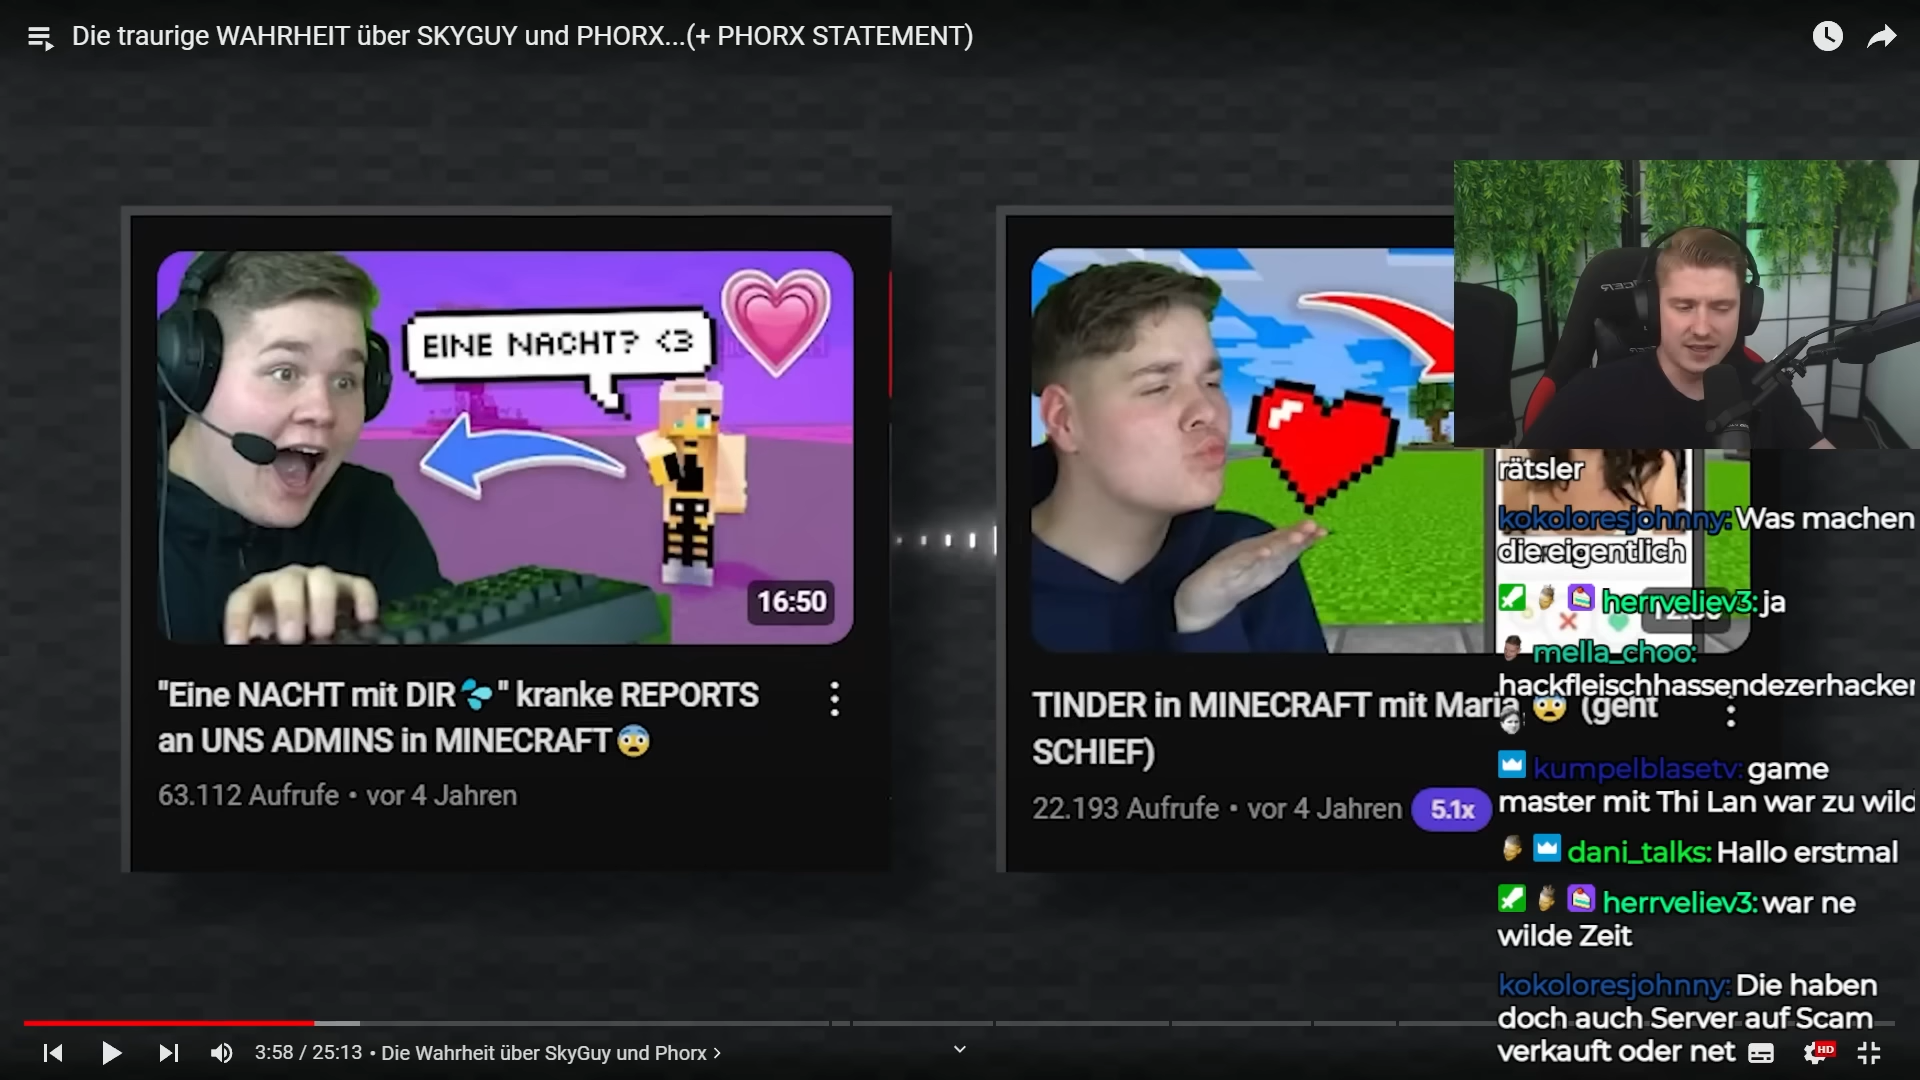 Die traurige WAHRHEIT über SKYGUY und PHORX...(+ PHORX STATEMENT)
EINE NACHT? <3
16:50
"Eine NACHT mit DIR💦" kranke REPORTS
an UNS ADMINS in MINECRAFT😨
63.112 Aufrufe • vor 4 Jahren
TINDER in MINECRAFT mit Maria 😨 (geht
SCHIEF)
22.193 Aufrufe • vor 4 Jahren
5.1x
rätsler
kokoloresjohnny: Was machen
die eigentlich
herrveliev3: ja
mella_choo:
hackfleischhassendezerhacker
kumpelblasetv: game
master mit Thi Lan war zu wild
dani_talks: Hallo erstmal
herrveliev3: war ne
wilde Zeit
kokoloresjohnny: Die haben
doch auch Server auf Scam
verkauft oder net
3:58 / 25:13 • Die Wahrheit über SkyGuy und Phorx ›
HD